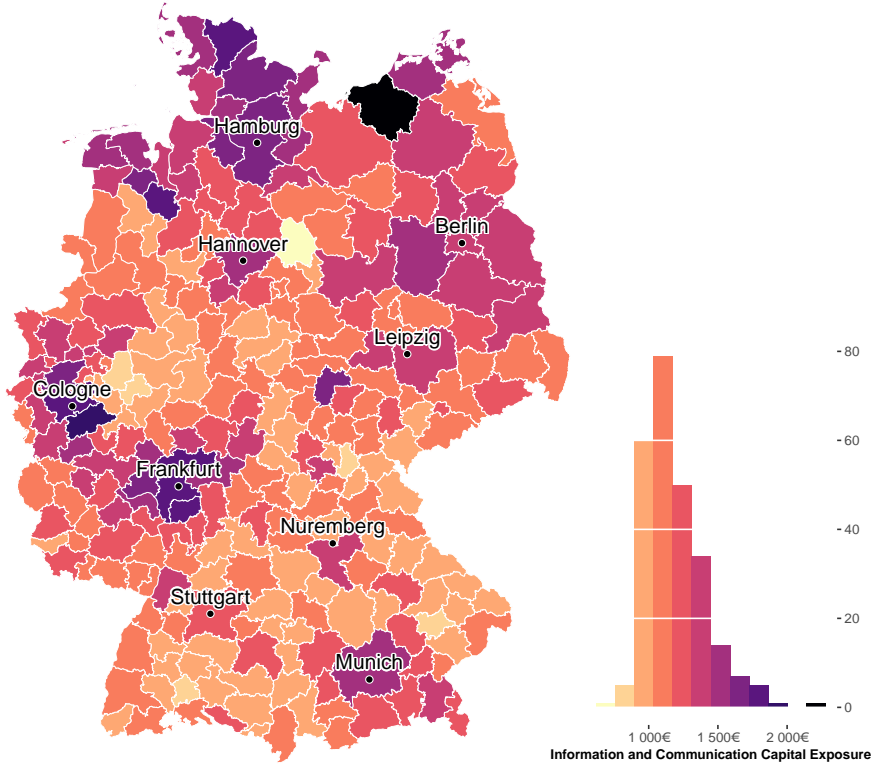 Hamburg
Berlin
Hannover
Leipzig
Cologne
Frankfurt
Nuremberg
Stuttgart
Munich
80
60
40
20
0
1 000€ 1 500€ 2 000€
Information and Communication Capital Exposure